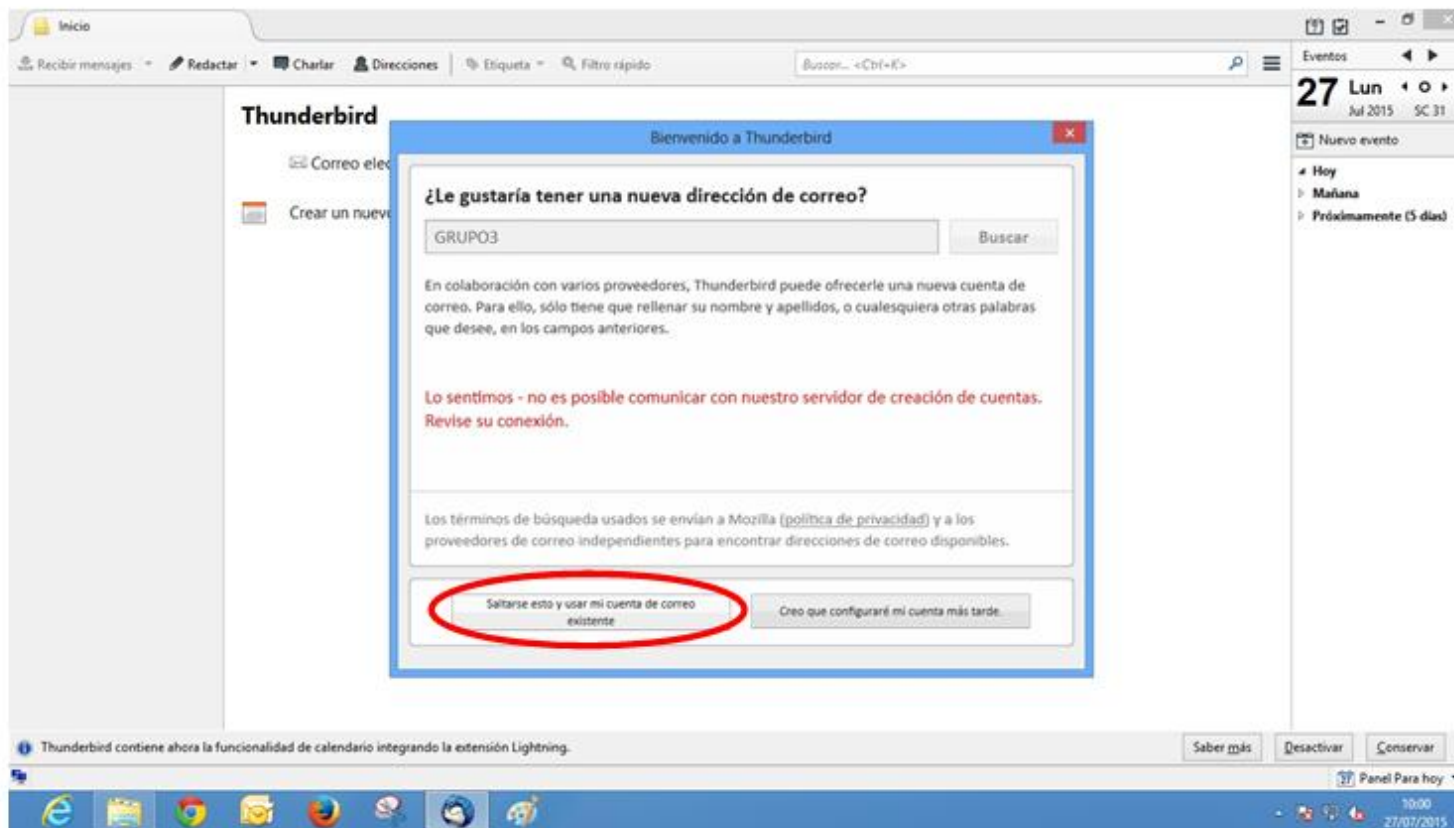 Inicio
Recibir mensajes Redactar Charlar Direcciones Etiqueta Filtro rápido Buscar... <Ctrl+K>
Eventos
27 Lun
Jul 2015 SC 31
Nuevo evento
Hoy
Mañana
Próximamente (5 días)
Thunderbird
Correo elec
Crear un nuev
Bienvenido a Thunderbird
¿Le gustaría tener una nueva dirección de correo?
GRUPO3 Buscar
En colaboración con varios proveedores, Thunderbird puede ofrecerle una nueva cuenta de
correo. Para ello, sólo tiene que rellenar su nombre y apellidos, o cualesquiera otras palabras
que desee, en los campos anteriores.
Lo sentimos - no es posible comunicar con nuestro servidor de creación de cuentas.
Revise su conexión.
Los términos de búsqueda usados se envían a Mozilla (política de privacidad) y a los
proveedores de correo independientes para encontrar direcciones de correo disponibles.
Saltarse esto y usar mi cuenta de correo
existente
Creo que configuraré mi cuenta más tarde.
Thunderbird contiene ahora la funcionalidad de calendario integrando la extensión Lightning.
Saber más Desactivar Conservar
Panel Para hoy
10:00
27/07/2015